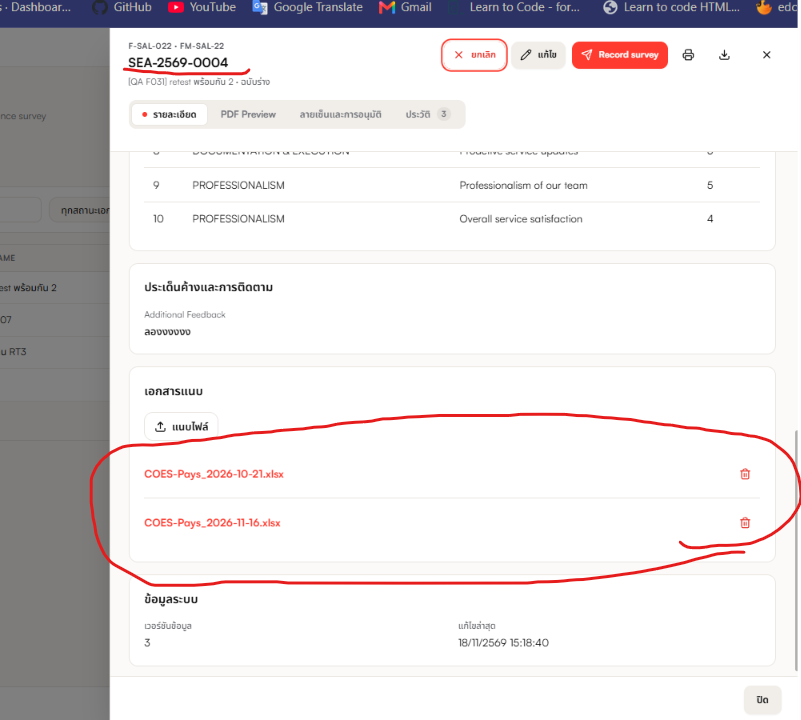 Dashboar... GitHub YouTube Google Translate Gmail Learn to Code - for... Learn to code HTML...
F-SAL-022 · FM-SAL-22
SEA-2569-0004
ยกเลิก แก้ไข Record survey
[QA F03] retest พร้อมกัน 2 · ฉบับร่าง
nce survey
รายละเอียด PDF Preview ลายเซ็นและการอนุมัติ ประวัติ 3
8 DOCUMENTATION & EXECUTION Proactive service updates
9 PROFESSIONALISM Professionalism of our team 5
10 PROFESSIONALISM Overall service satisfaction 4
ทุกสถานะเอก
AME
est พร้อมกัน 2
07
น RT3
ประเด็นค้างและการติดตาม
Additional Feedback
ลองงงงงง
เอกสารแนบ
แนบไฟล์
COES-Pays_2026-10-21.xlsx
COES-Pays_2026-11-16.xlsx
ข้อมูลระบบ
เวอร์ชันข้อมูล แก้ไขล่าสุด
3 18/11/2569 15:18:40
ปิด